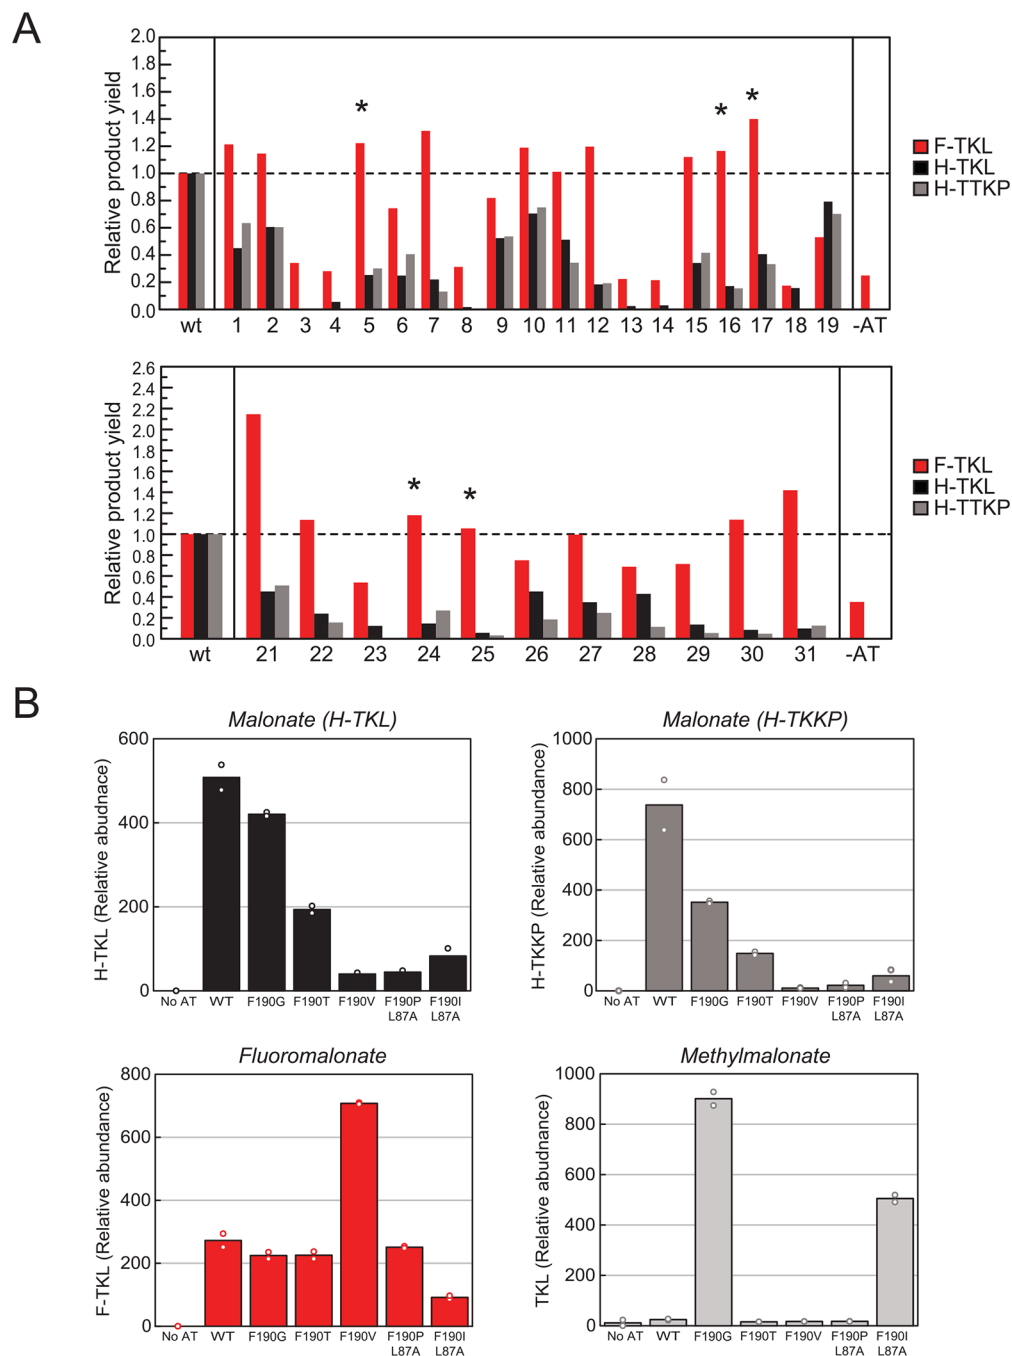 A
Relative product yield
2.0
1.8
1.6
1.4
1.2
1.0
0.8
0.6
0.4
0.2
0.0
* * *
wt 1 2 3 4 5 6 7 8 9 10 11 12 13 14 15 16 17 18 19 -AT
F-TKL
H-TKL
H-TTKP
Relative product yield
2.6
2.4
2.2
2.0
1.8
1.6
1.4
1.2
1.0
0.8
0.6
0.4
0.2
0.0
* *
wt 21 22 23 24 25 26 27 28 29 30 31 -AT
F-TKL
H-TKL
H-TTKP
B
Malonate (H-TKL)
H-TKL (Relative abudnace)
600
400
200
0
No AT WT F190G F190T F190V F190P F190I
L87A L87A
Malonate (H-TKKP)
H-TKKP (Relative abundance)
1000
800
600
400
200
0
No AT WT F190G F190T F190V F190P F190I
L87A L87A
Fluoromalonate
F-TKL (Relative abundance)
800
600
400
200
0
No AT WT F190G F190T F190V F190P F190I
L87A L87A
Methylmalonate
TKL (Relative abudnance)
1000
800
600
400
200
0
No AT WT F190G F190T F190V F190P F190I
L87A L87A